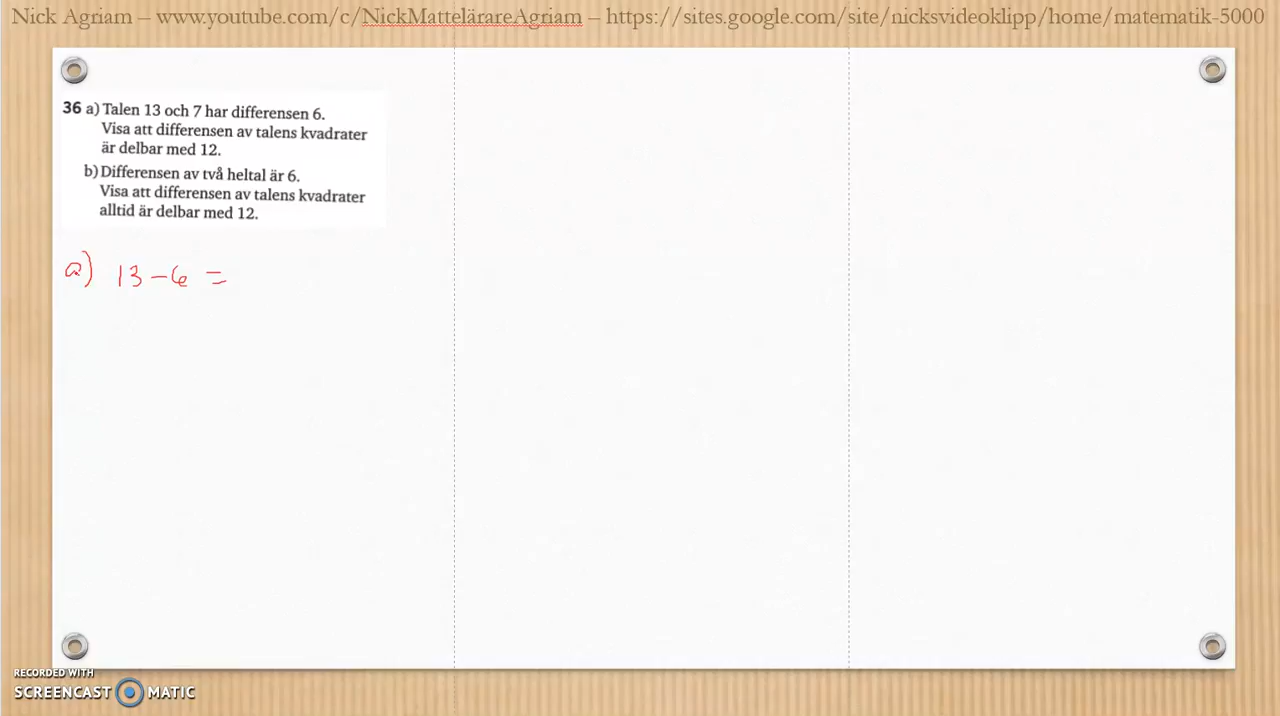 Nick Agriam – www.youtube.com/c/NickMattelärareAgriam – https://sites.google.com/site/nicksvideoklipp/home/matematik-5000
36 a) Talen 13 och 7 har differensen 6.
Visa att differensen av talens kvadrater
är delbar med 12.
b) Differensen av två heltal är 6.
Visa att differensen av talens kvadrater
alltid är delbar med 12.
a) 13 – 6 =
RECORDED WITH
SCREENCAST MATIC